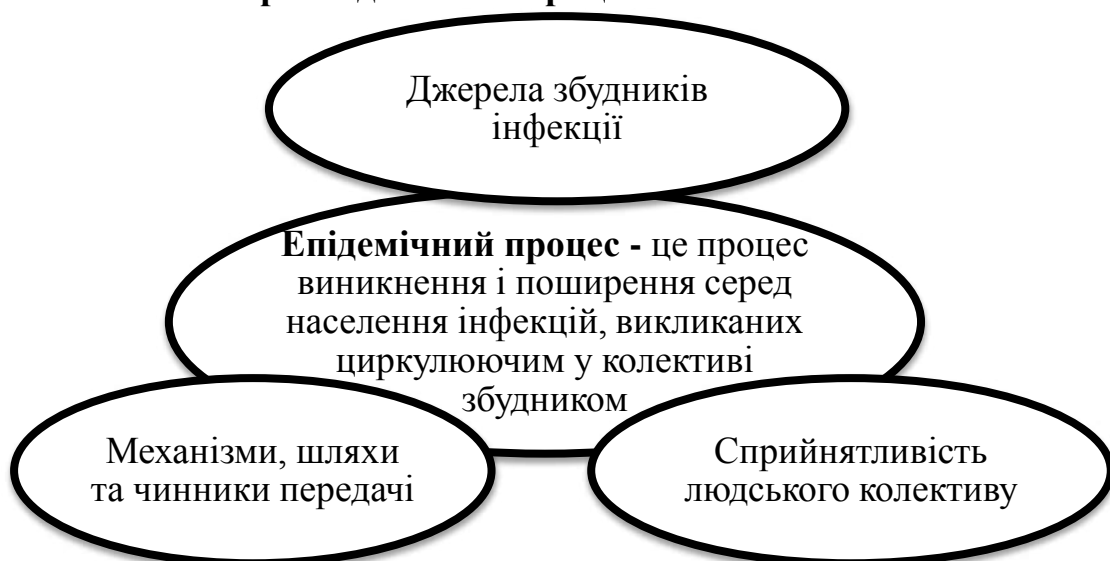 Джерела збудників
інфекції
Епідемічний процес - це процес
виникнення і поширення серед
населення інфекцій, викликаних
циркулюючим у колективі
збудником
Механізми, шляхи
та чинники передачі
Сприйнятливість
людського колективу